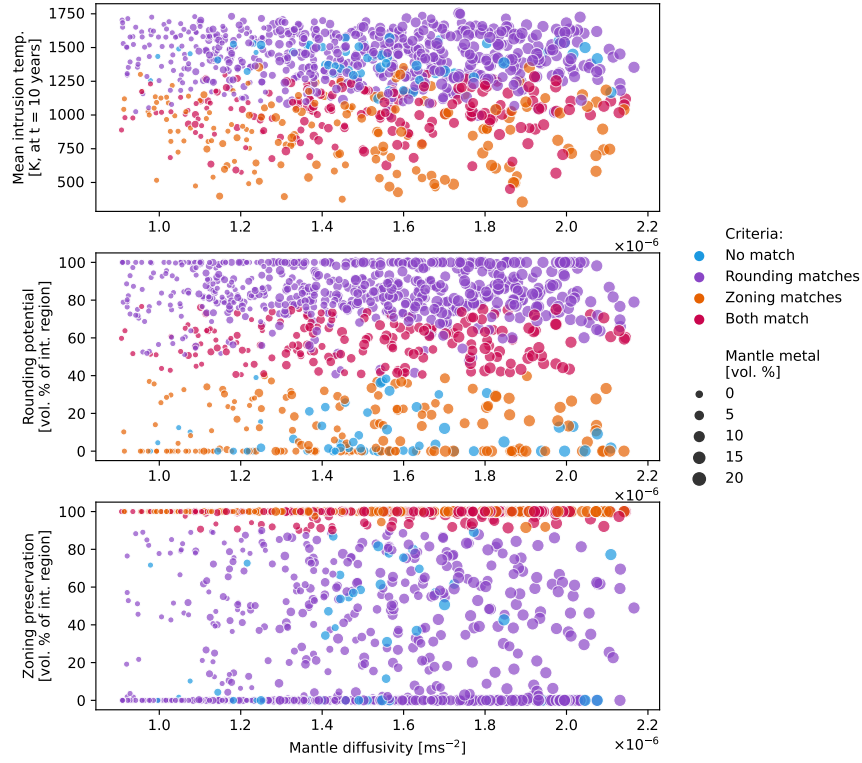 Mean intrusion temp.
[K, at t = 10 years]
1750
1500
1250
1000
750
500
1.0 1.2 1.4 1.6 1.8 2.0 2.2
×10⁻⁶
Rounding potential
[vol. % of int. region]
100
80
60
40
20
0
1.0 1.2 1.4 1.6 1.8 2.0 2.2
×10⁻⁶
Zoning preservation
[vol. % of int. region]
100
80
60
40
20
0
1.0 1.2 1.4 1.6 1.8 2.0 2.2
×10⁻⁶
Mantle diffusivity [ms⁻²]
Criteria:
No match
Rounding matches
Zoning matches
Both match
Mantle metal
[vol. %]
0
5
10
15
20